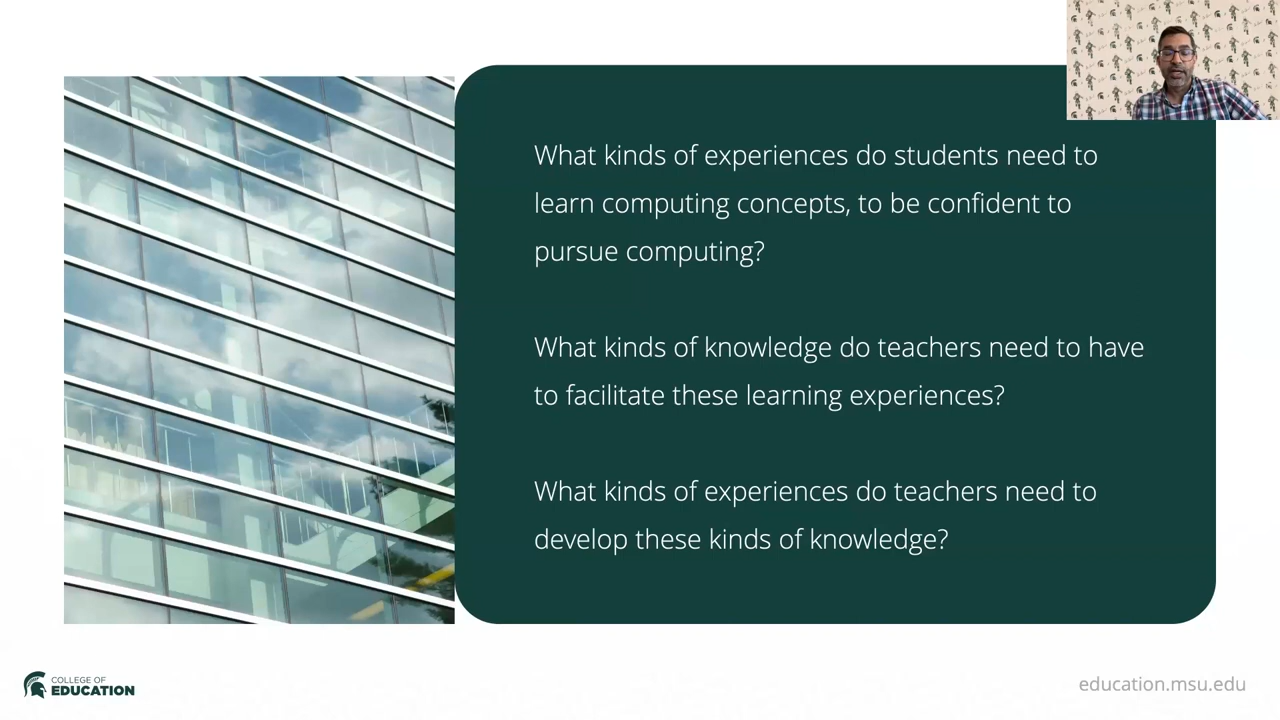 What kinds of experiences do students need to
learn computing concepts, to be confident to
pursue computing?
What kinds of knowledge do teachers need to have
to facilitate these learning experiences?
What kinds of experiences do teachers need to
develop these kinds of knowledge?
COLLEGE OF
EDUCATION
education.msu.edu